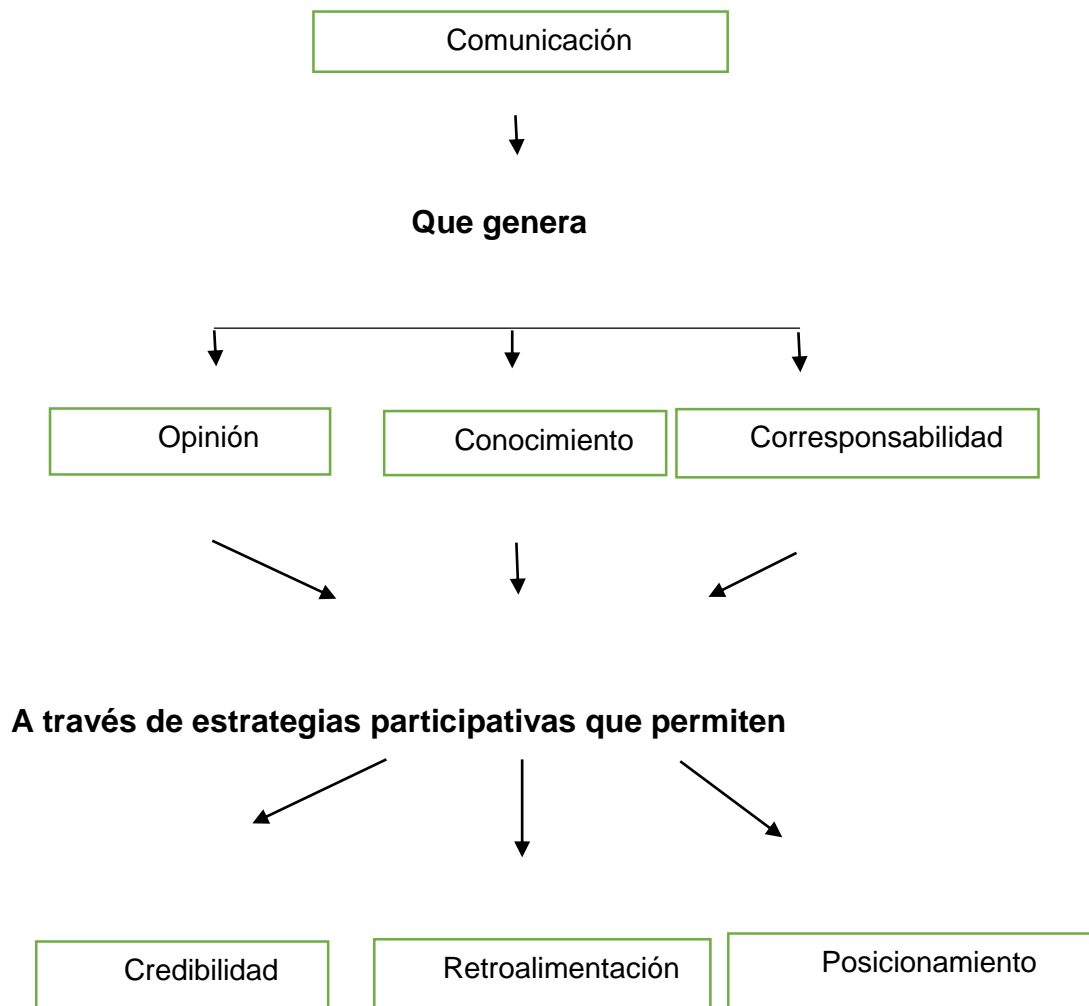 Comunicación
Que genera
Opinión
Conocimiento
Corresponsabilidad
A través de estrategias participativas que permiten
Credibilidad
Retroalimentación
Posicionamiento